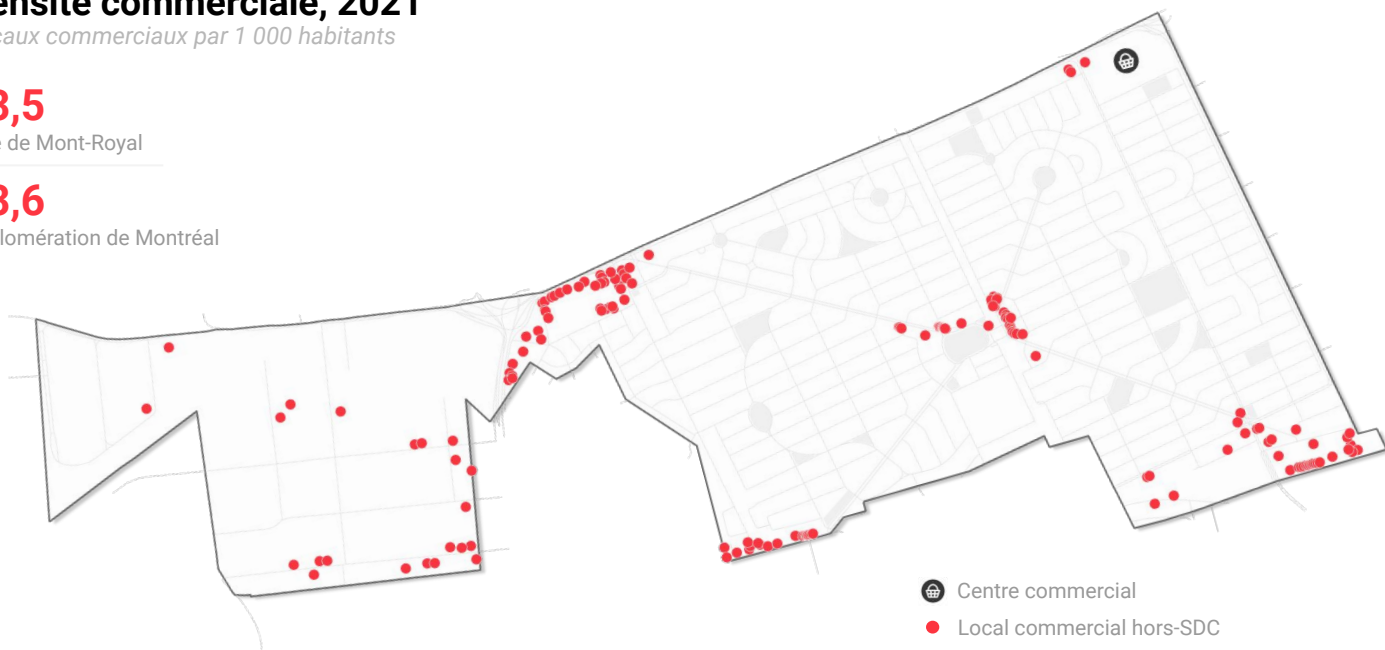 ensité commerciale, 2021
caux commerciaux par 1 000 habitants
3,5
e de Mont-Royal
3,6
lomération de Montréal
Centre commercial
Local commercial hors-SDC